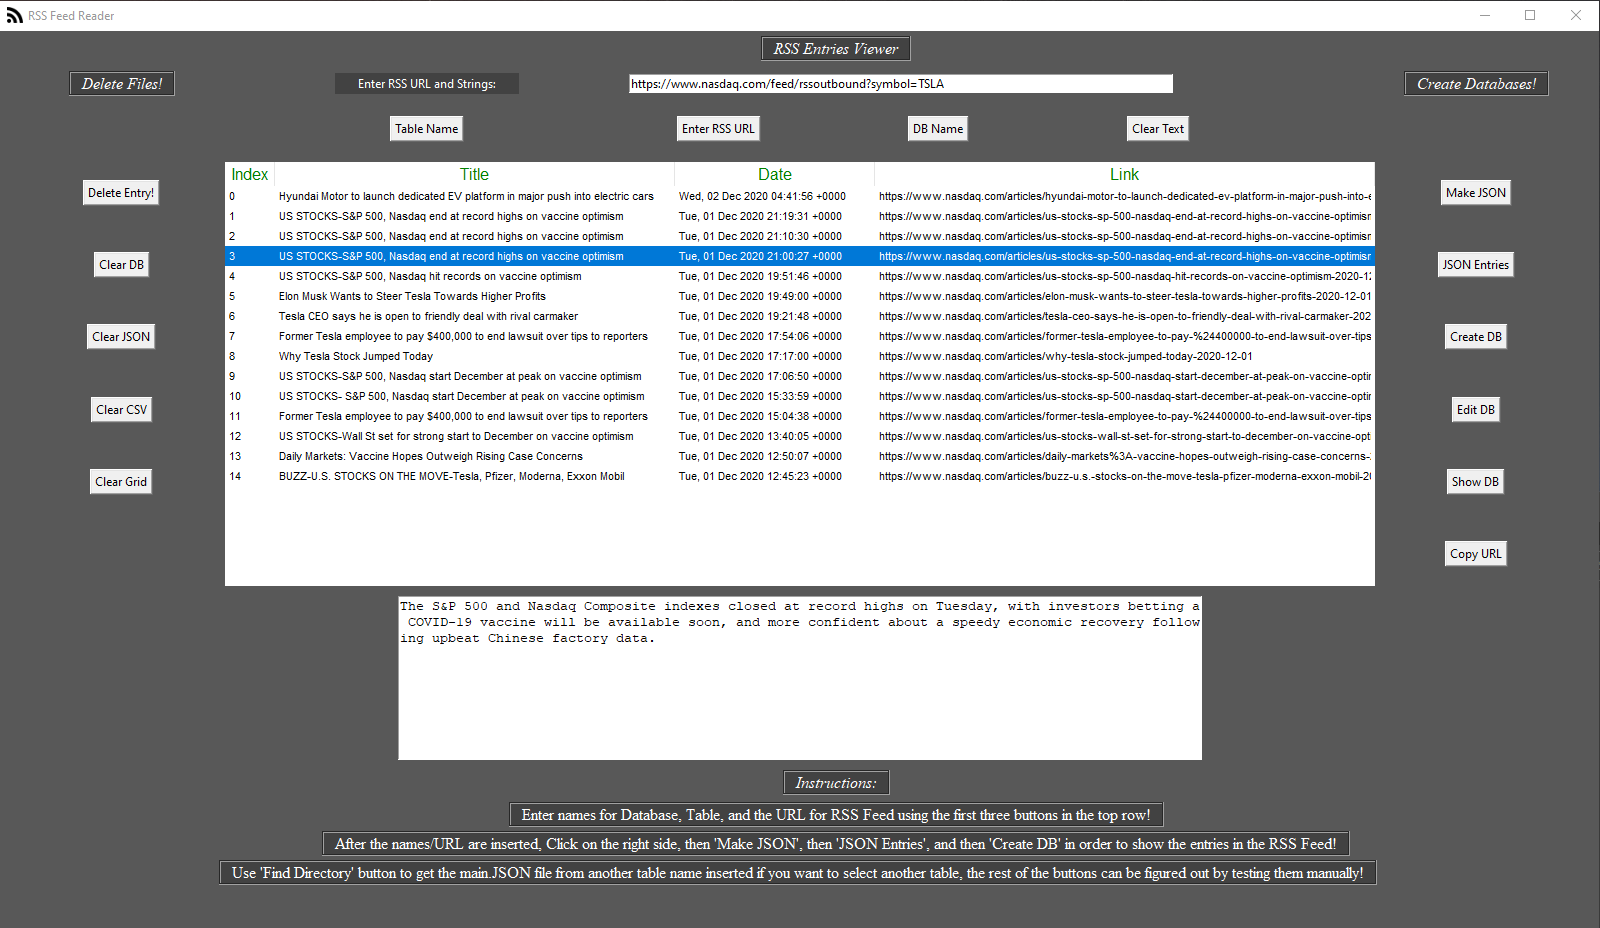 RSS Feed Reader
RSS Entries Viewer
Delete Files!
Enter RSS URL and Strings:
https://www.nasdaq.com/feed/rssoutbound?symbol=TSLA
Create Databases!
Table Name
Enter RSS URL
DB Name
Clear Text
Index Title Date Link
0 Hyundai Motor to launch dedicated EV platform in major push into electric cars Wed, 02 Dec 2020 04:41:56 +0000 https://www.nasdaq.com/articles/hyundai-motor-to-launch-dedicated-ev-platform-in-major-push-into-e
1 US STOCKS-S&P 500, Nasdaq end at record highs on vaccine optimism Tue, 01 Dec 2020 21:19:31 +0000 https://www.nasdaq.com/articles/us-stocks-sp-500-nasdaq-end-at-record-highs-on-vaccine-optimisr
2 US STOCKS-S&P 500, Nasdaq end at record highs on vaccine optimism Tue, 01 Dec 2020 21:10:30 +0000 https://www.nasdaq.com/articles/us-stocks-sp-500-nasdaq-end-at-record-highs-on-vaccine-optimisr
3 US STOCKS-S&P 500, Nasdaq end at record highs on vaccine optimism Tue, 01 Dec 2020 21:00:27 +0000 https://www.nasdaq.com/articles/us-stocks-sp-500-nasdaq-end-at-record-highs-on-vaccine-optimisr
4 US STOCKS-S&P 500, Nasdaq hit records on vaccine optimism Tue, 01 Dec 2020 19:51:46 +0000 https://www.nasdaq.com/articles/us-stocks-sp-500-nasdaq-hit-records-on-vaccine-optimism-2020-12
5 Elon Musk Wants to Steer Tesla Towards Higher Profits Tue, 01 Dec 2020 19:49:00 +0000 https://www.nasdaq.com/articles/elon-musk-wants-to-steer-tesla-towards-higher-profits-2020-12-01
6 Tesla CEO says he is open to friendly deal with rival carmaker Tue, 01 Dec 2020 19:21:48 +0000 https://www.nasdaq.com/articles/tesla-ceo-says-he-is-open-to-friendly-deal-with-rival-carmaker-202
7 Former Tesla employee to pay $400,000 to end lawsuit over tips to reporters Tue, 01 Dec 2020 17:54:06 +0000 https://www.nasdaq.com/articles/former-tesla-employee-to-pay-%24400000-to-end-lawsuit-over-tips
8 Why Tesla Stock Jumped Today Tue, 01 Dec 2020 17:17:00 +0000 https://www.nasdaq.com/articles/why-tesla-stock-jumped-today-2020-12-01
9 US STOCKS-S&P 500, Nasdaq start December at peak on vaccine optimism Tue, 01 Dec 2020 17:06:50 +0000 https://www.nasdaq.com/articles/us-stocks-sp-500-nasdaq-start-december-at-peak-on-vaccine-optir
10 US STOCKS- S&P 500, Nasdaq start December at peak on vaccine optimism Tue, 01 Dec 2020 15:33:59 +0000 https://www.nasdaq.com/articles/us-stocks-sp-500-nasdaq-start-december-at-peak-on-vaccine-optir
11 Former Tesla employee to pay $400,000 to end lawsuit over tips to reporters Tue, 01 Dec 2020 15:04:38 +0000 https://www.nasdaq.com/articles/former-tesla-employee-to-pay-%24400000-to-end-lawsuit-over-tips
12 US STOCKS-Wall St set for strong start to December on vaccine optimism Tue, 01 Dec 2020 13:40:05 +0000 https://www.nasdaq.com/articles/us-stocks-wall-st-set-for-strong-start-to-december-on-vaccine-opt
13 Daily Markets: Vaccine Hopes Outweigh Rising Case Concerns Tue, 01 Dec 2020 12:50:07 +0000 https://www.nasdaq.com/articles/daily-markets%3A-vaccine-hopes-outweigh-rising-case-concerns-
14 BUZZ-U.S. STOCKS ON THE MOVE-Tesla, Pfizer, Moderna, Exxon Mobil Tue, 01 Dec 2020 12:45:23 +0000 https://www.nasdaq.com/articles/buzz-u.s.-stocks-on-the-move-tesla-pfizer-moderna-exxon-mobil-20
Delete Entry!
Clear DB
Clear JSON
Clear CSV
Clear Grid
Make JSON
JSON Entries
Create DB
Edit DB
Show DB
Copy URL
The S&P 500 and Nasdaq Composite indexes closed at record highs on Tuesday, with investors betting a
COVID-19 vaccine will be available soon, and more confident about a speedy economic recovery follow
ing upbeat Chinese factory data.
Instructions:
Enter names for Database, Table, and the URL for RSS Feed using the first three buttons in the top row!
After the names/URL are inserted, Click on the right side, then 'Make JSON', then 'JSON Entries', and then 'Create DB' in order to show the entries in the RSS Feed!
Use 'Find Directory' button to get the main.JSON file from another table name inserted if you want to select another table, the rest of the buttons can be figured out by testing them manually!